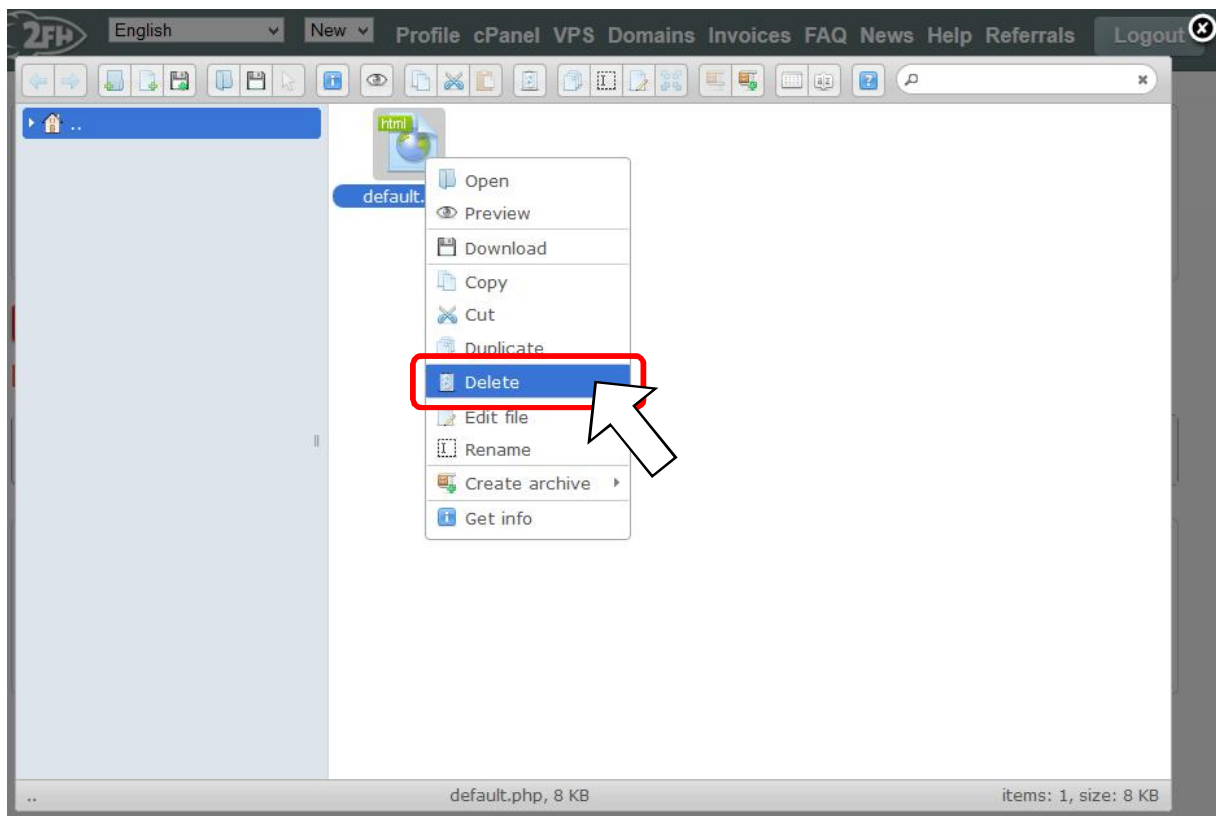 2FH English New Profile cPanel VPS Domains Invoices FAQ News Help Referrals Logout
..
html
default.
Open
Preview
Download
Copy
Cut
Duplicate
Delete
Edit file
Rename
Create archive
Get info
.. default.php, 8 KB items: 1, size: 8 KB